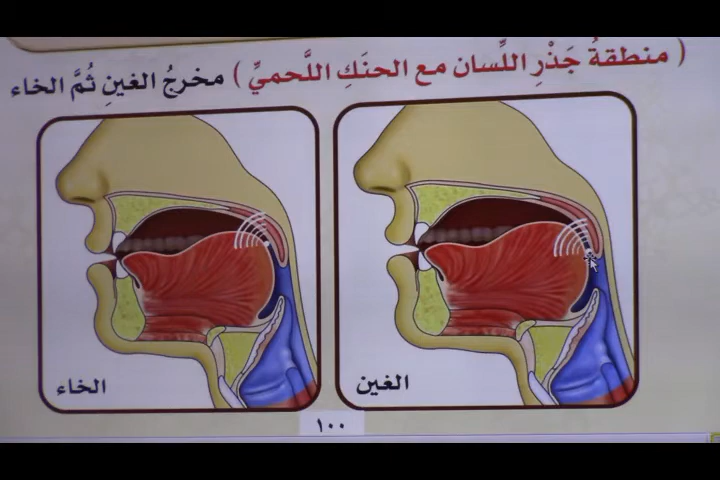 ( منطقةُ جَذْرِ اللِّسان مع الحنَكِ اللَّحميِّ ) مخرجُ الغينِ ثُمَّ الخاء
الغين
الخاء
١٠٠